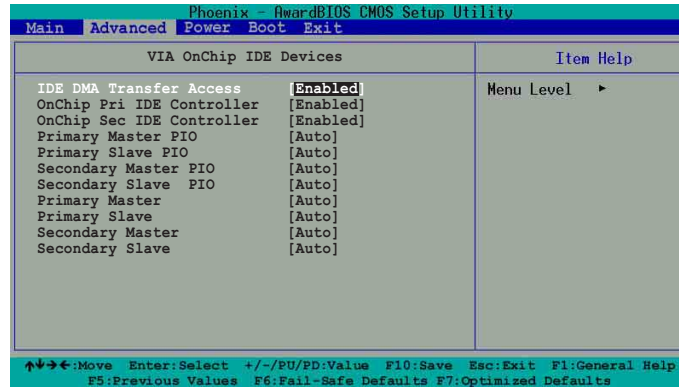 Phoenix - AwardBIOS CMOS Setup Utility
Main Advanced Power Boot Exit
VIA OnChip IDE Devices
Item Help
IDE DMA Transfer Access [Enabled]
Menu Level ▸
OnChip Pri IDE Controller [Enabled]
OnChip Sec IDE Controller [Enabled]
Primary Master PIO [Auto]
Primary Slave PIO [Auto]
Secondary Master PIO [Auto]
Secondary Slave PIO [Auto]
Primary Master [Auto]
Primary Slave [Auto]
Secondary Master [Auto]
Secondary Slave [Auto]
↑↓→←:Move Enter:Select +/-/PU/PD:Value F10:Save Esc:Exit F1:General Help
F5:Previous Values F6:Fail-Safe Defaults F7:Optimized Defaults